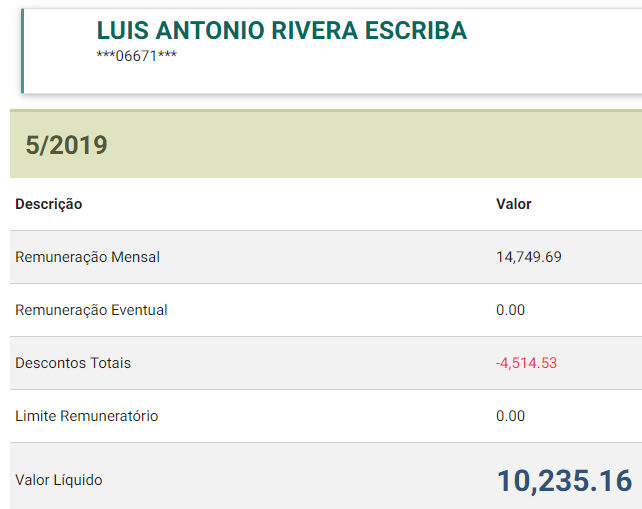 LUIS ANTONIO RIVERA ESCRIBA
***06671***
5/2019
Descrição Valor
Remuneração Mensal 14,749.69
Remuneração Eventual 0.00
Descontos Totais -4,514.53
Limite Remuneratório 0.00
Valor Líquido 10,235.16